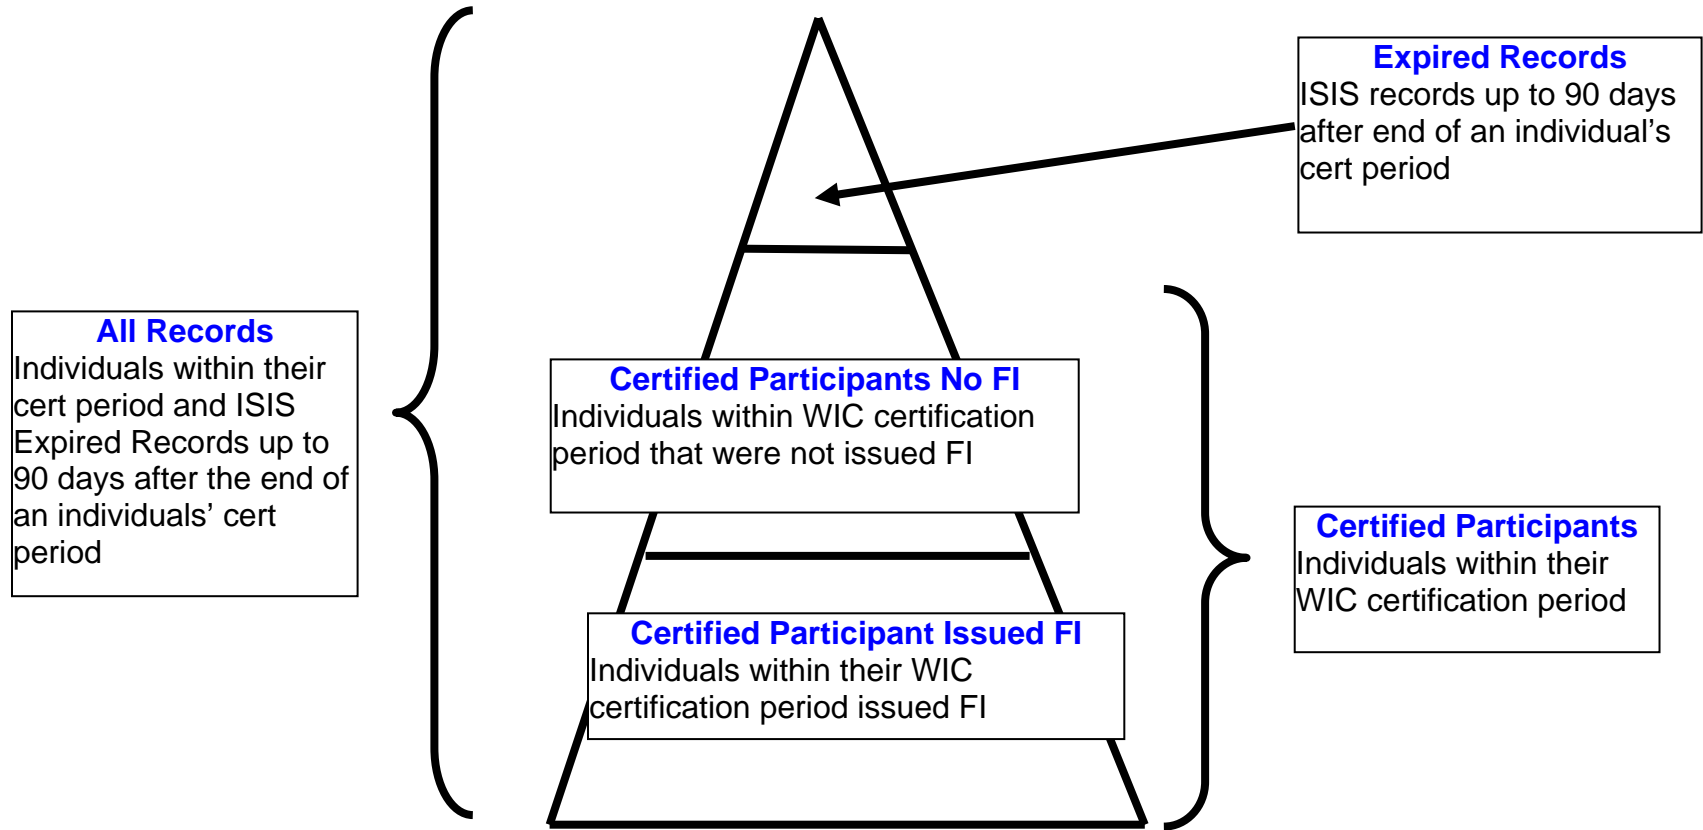 All Records
Individuals within their
cert period and ISIS
Expired Records up to
90 days after the end of
an individuals’ cert
period
Expired Records
ISIS records up to 90 days
after end of an individual’s
cert period
Certified Participants No FI
Individuals within WIC certification
period that were not issued FI
Certified Participant Issued FI
Individuals within their WIC
certification period issued FI
Certified Participants
Individuals within their
WIC certification period